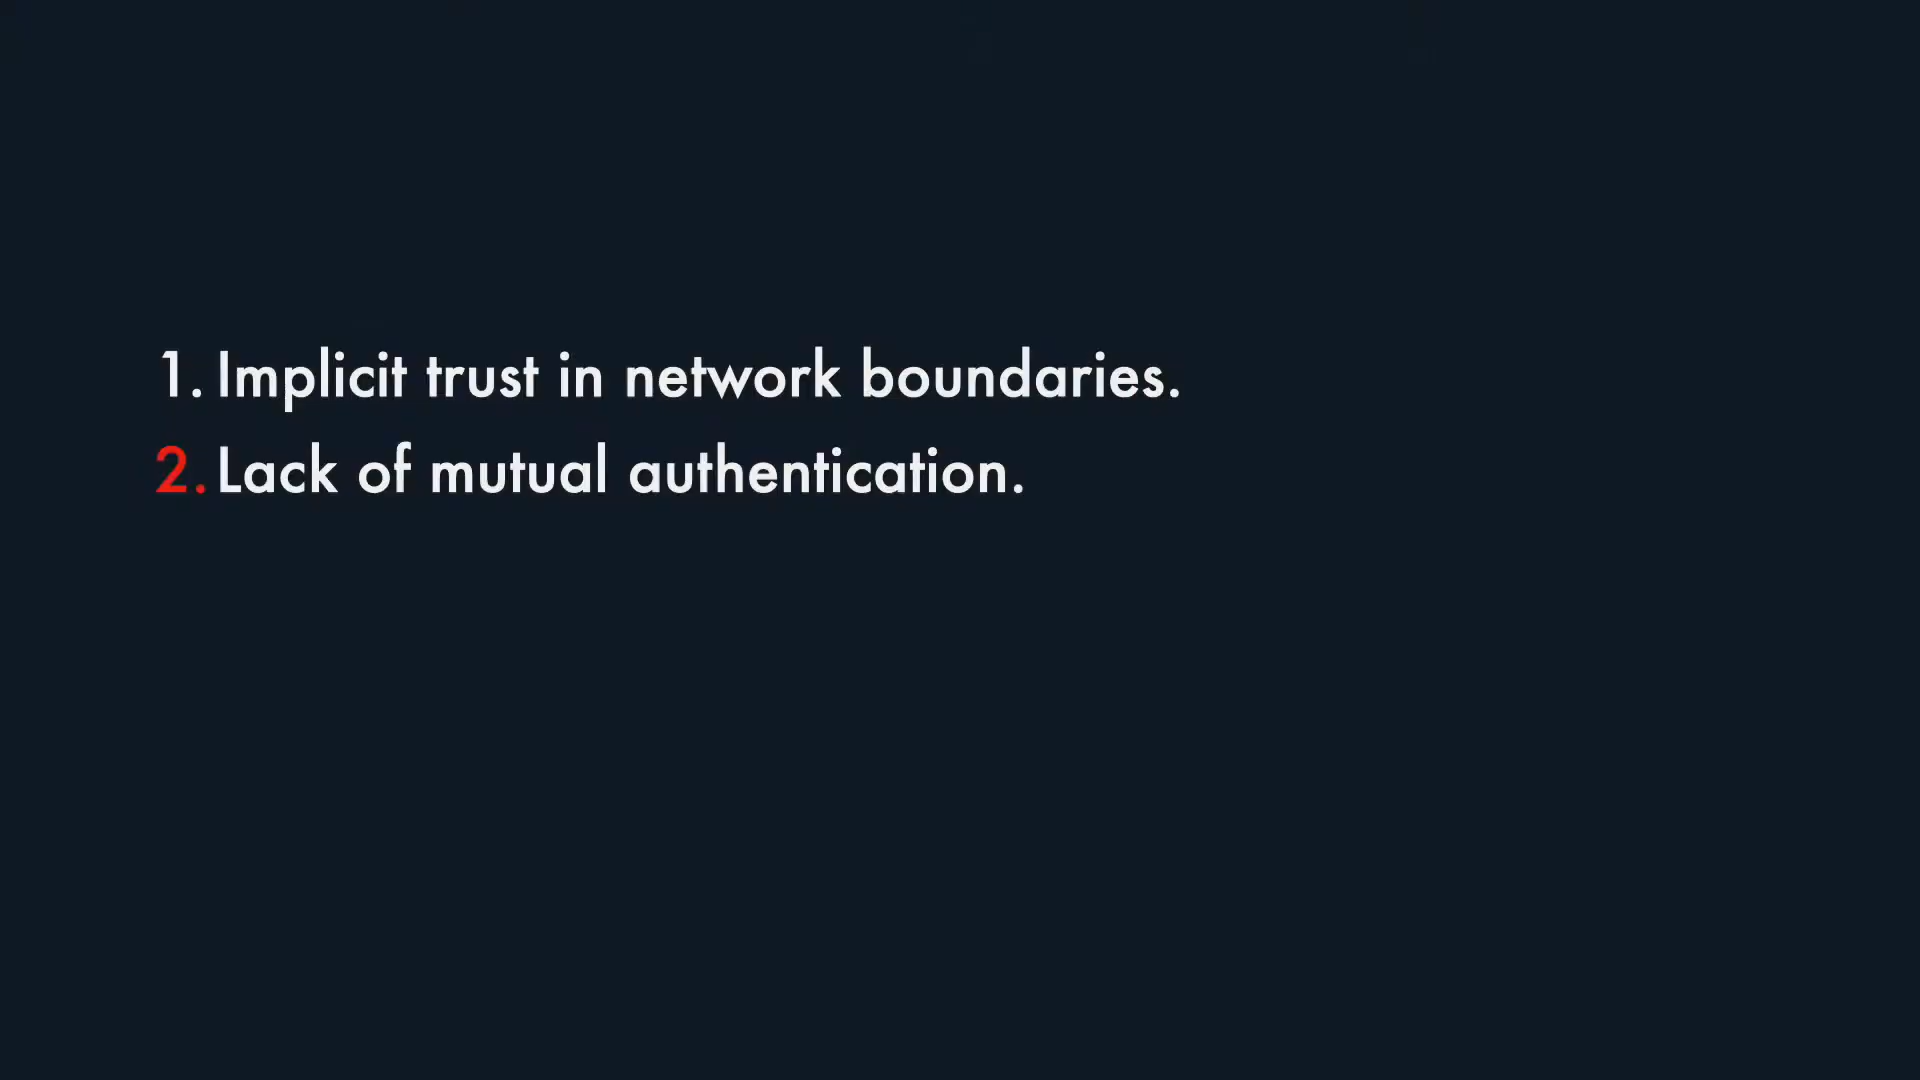 1. Implicit trust in network boundaries.
2. Lack of mutual authentication.